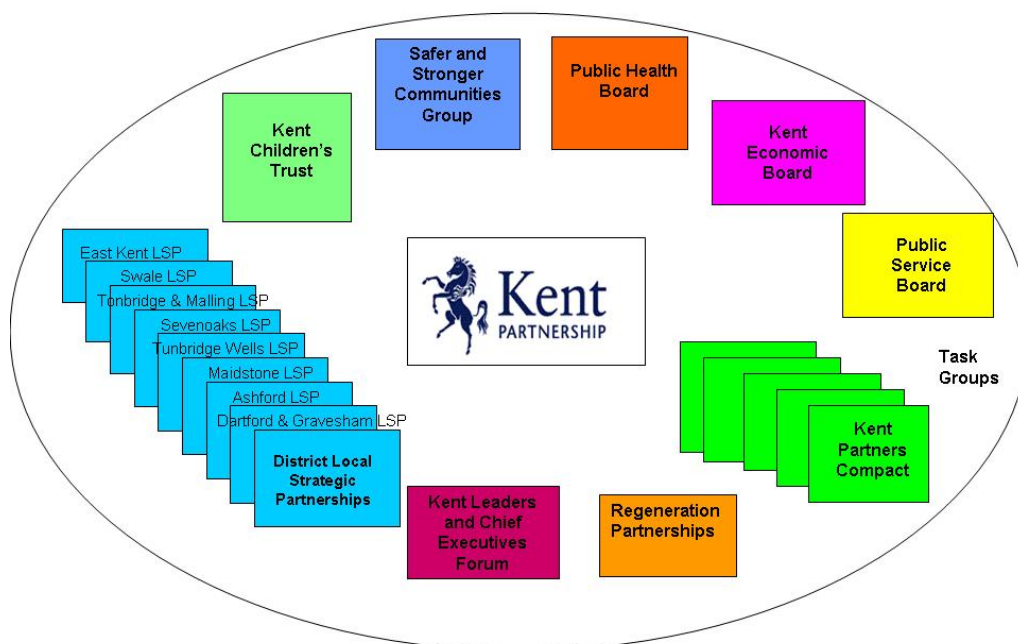 Safer and
Stronger
Communities
Group
Public Health
Board
Kent
Children's
Trust
Kent
Economic
Board
Public
Service
Board
East Kent LSP
Swale LSP
Tonbridge & Malling LSP
Sevenoaks LSP
Tunbridge Wells LSP
Maidstone LSP
Ashford LSP
Dartford & Gravesham LSP
District Local
Strategic
Partnerships
Kent
PARTNERSHIP
Task
Groups
Kent
Partners
Compact
Kent Leaders
and Chief
Executives
Forum
Regeneration
Partnerships